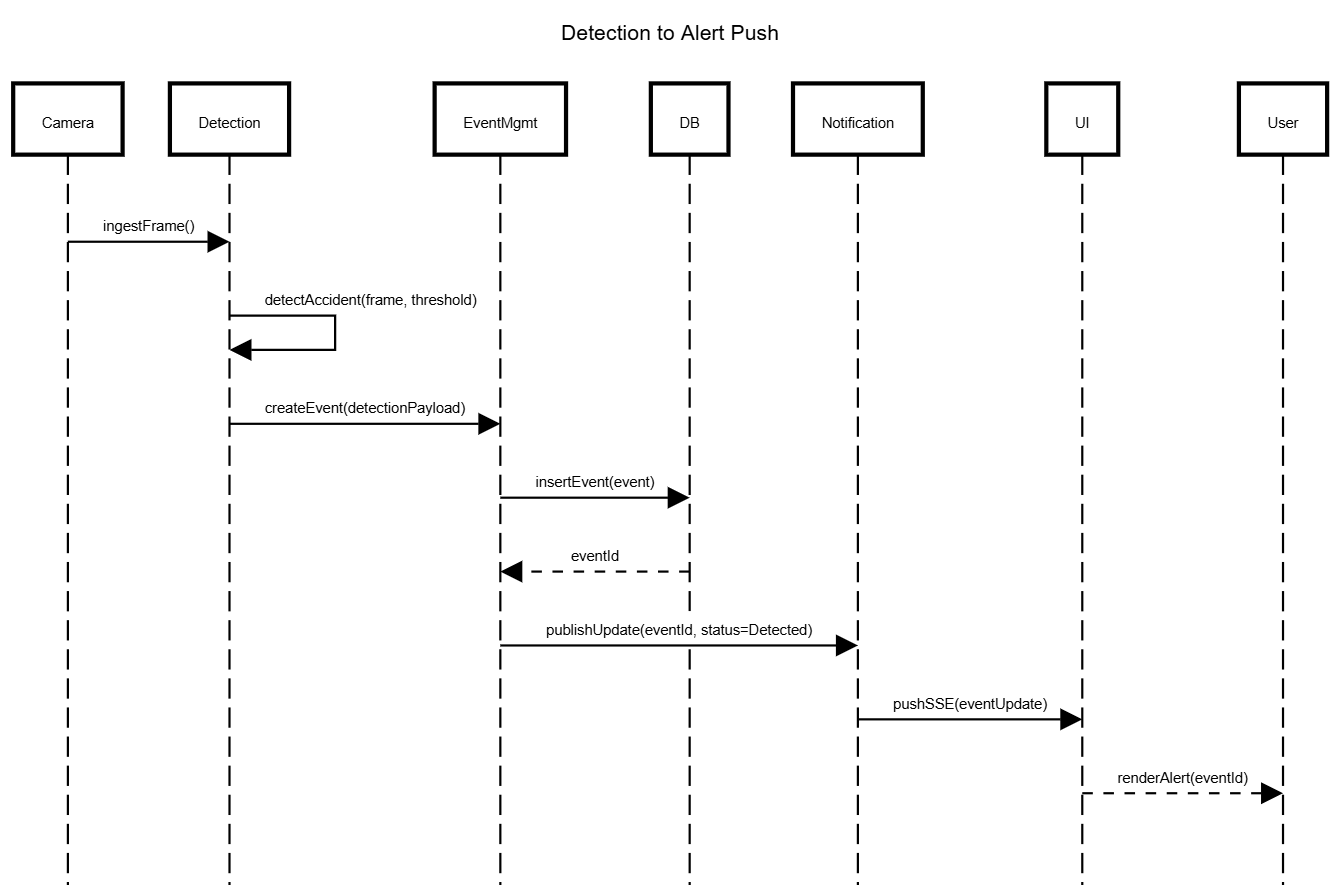 Detection to Alert Push
Camera
Detection
EventMgmt
DB
Notification
UI
User
ingestFrame()
detectAccident(frame, threshold)
createEvent(detectionPayload)
insertEvent(event)
eventId
publishUpdate(eventId, status=Detected)
pushSSE(eventUpdate)
renderAlert(eventId)